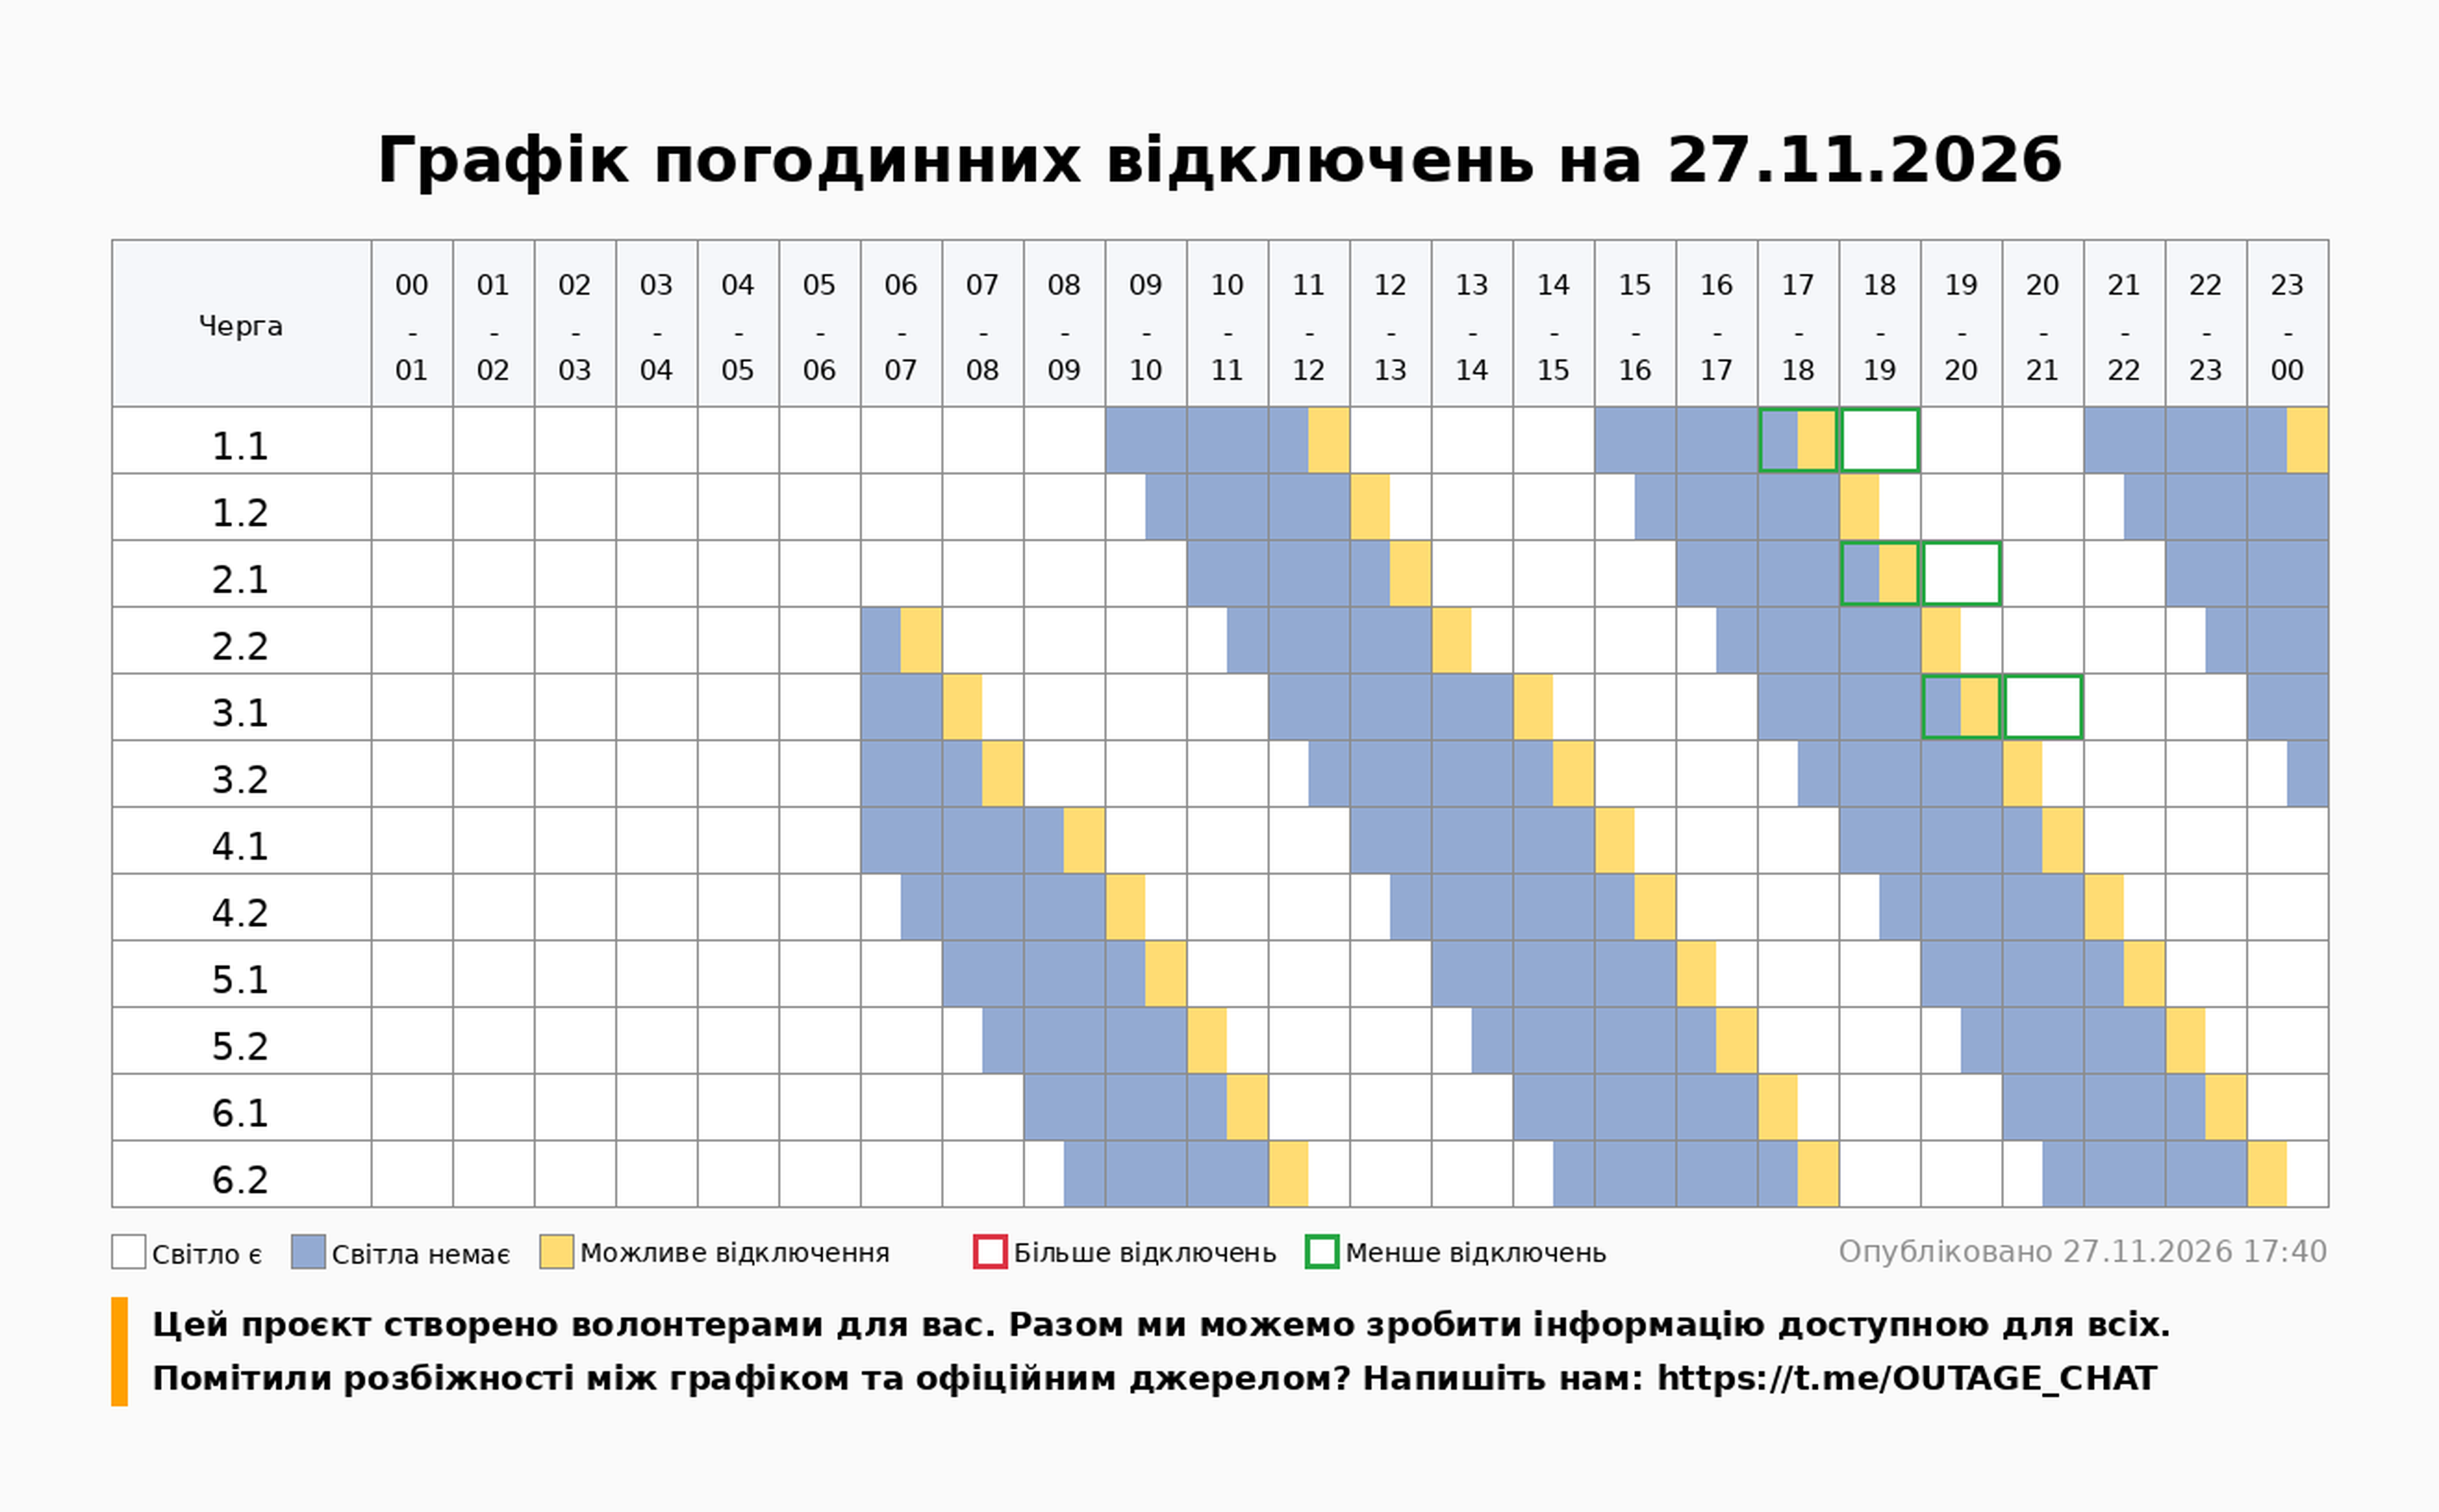 Графік погодинних відключень на 27.11.2026
Черга
00 - 01
01 - 02
02 - 03
03 - 04
04 - 05
05 - 06
06 - 07
07 - 08
08 - 09
09 - 10
10 - 11
11 - 12
12 - 13
13 - 14
14 - 15
15 - 16
16 - 17
17 - 18
18 - 19
19 - 20
20 - 21
21 - 22
22 - 23
23 - 00
1.1
1.2
2.1
2.2
3.1
3.2
4.1
4.2
5.1
5.2
6.1
6.2
Світло є
Світла немає
Можливе відключення
Більше відключень
Менше відключень
Опубліковано 27.11.2026 17:40
Цей проєкт створено волонтерами для вас. Разом ми можемо зробити інформацію доступною для всіх.
Помітили розбіжності між графіком та офіційним джерелом? Напишіть нам: https://t.me/OUTAGE_CHAT